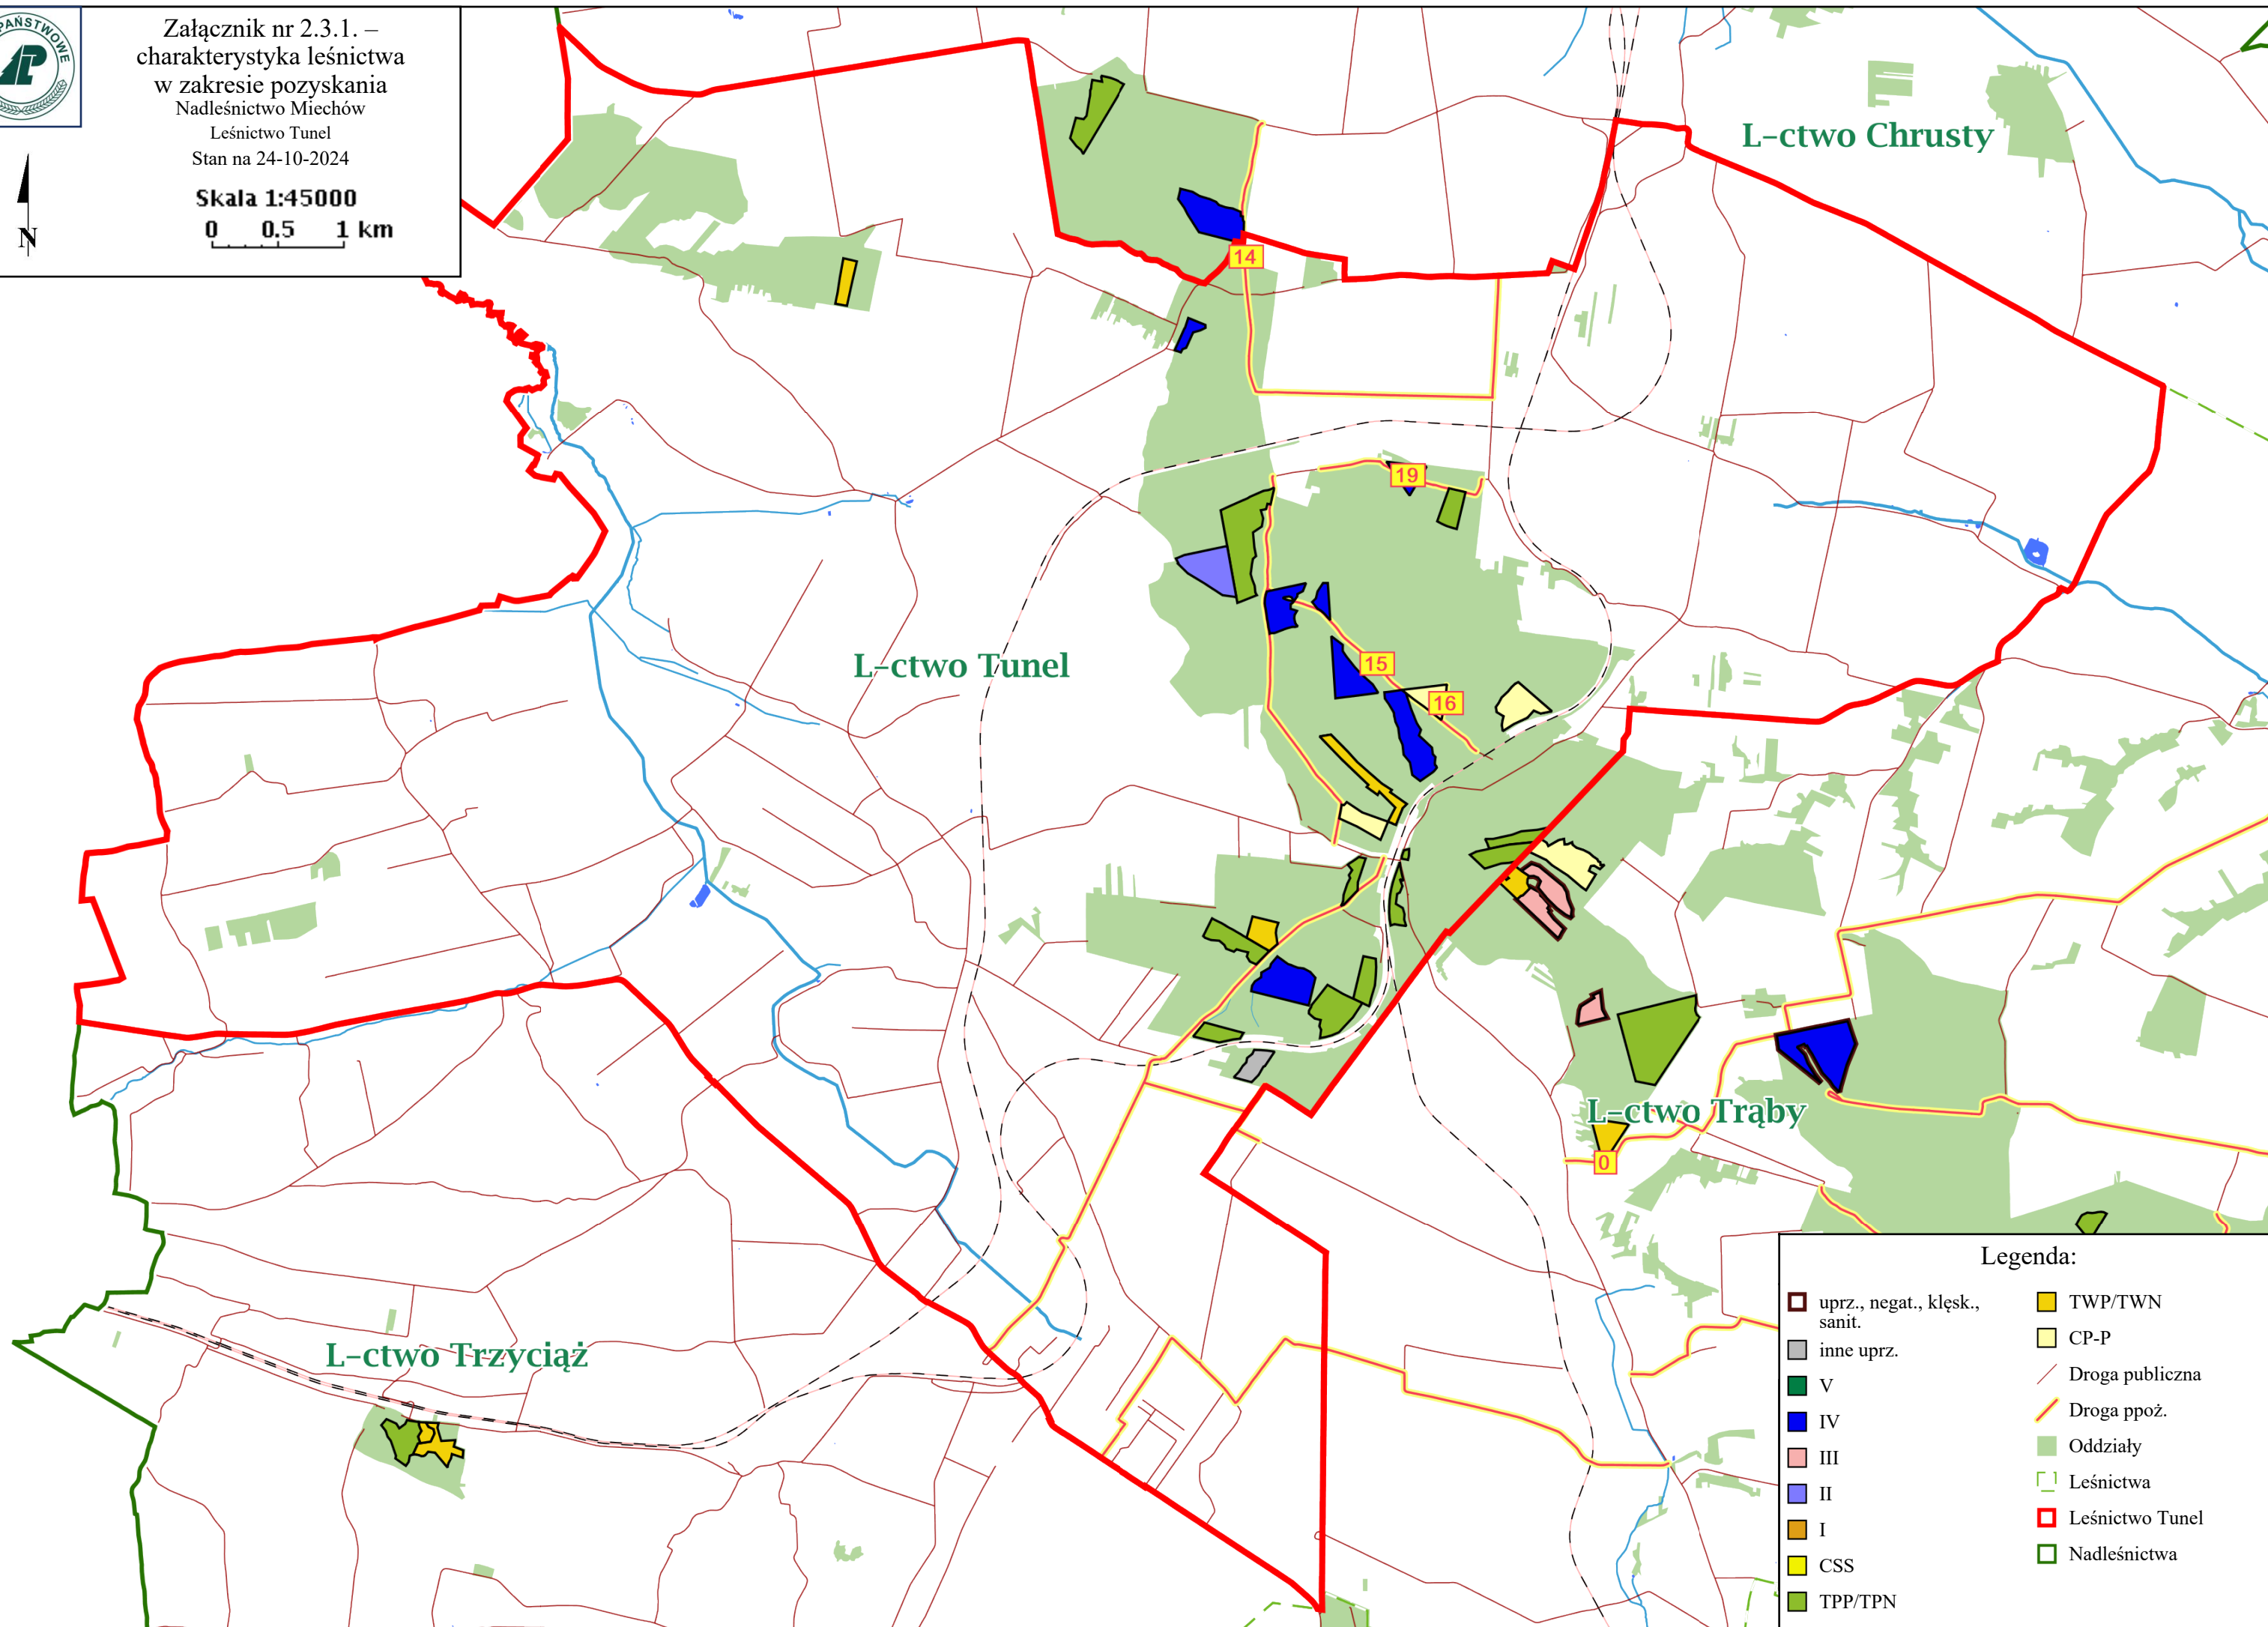 PAŃSTWOWE
LP
Załącznik nr 2.3.1. –
charakterystyka leśnictwa
w zakresie pozyskania
Nadleśnictwo Miechów
Leśnictwo Tunel
Stan na 24-10-2024
Skala 1:45000
0 0.5 1 km
N
L-ctwo Chrusty
14
19
L-ctwo Tunel
15
16
L-ctwo Trąby
0
L-ctwo Trzyciąż
Legenda:
uprz., negat., klęsk.,
sanit.
inne uprz.
V
IV
III
II
I
CSS
TPP/TPN
TWP/TWN
CP-P
Droga publiczna
Droga ppoż.
Oddziały
Leśnictwa
Leśnictwo Tunel
Nadleśnictwa